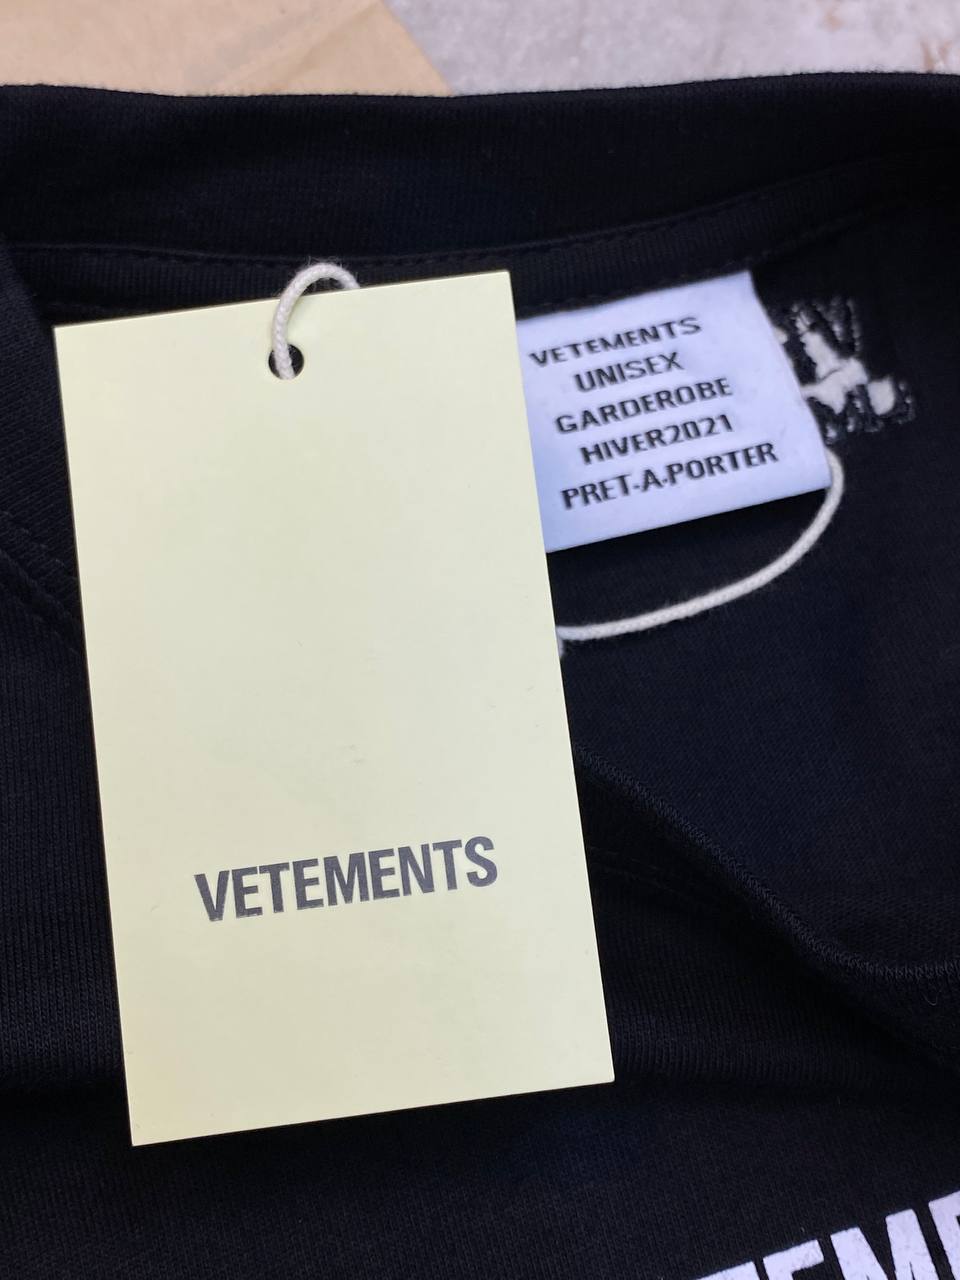 VETEMENTS
UNISEX
GARDEROBE
HIVER2021
PRET-A-PORTER
VETEMENTS